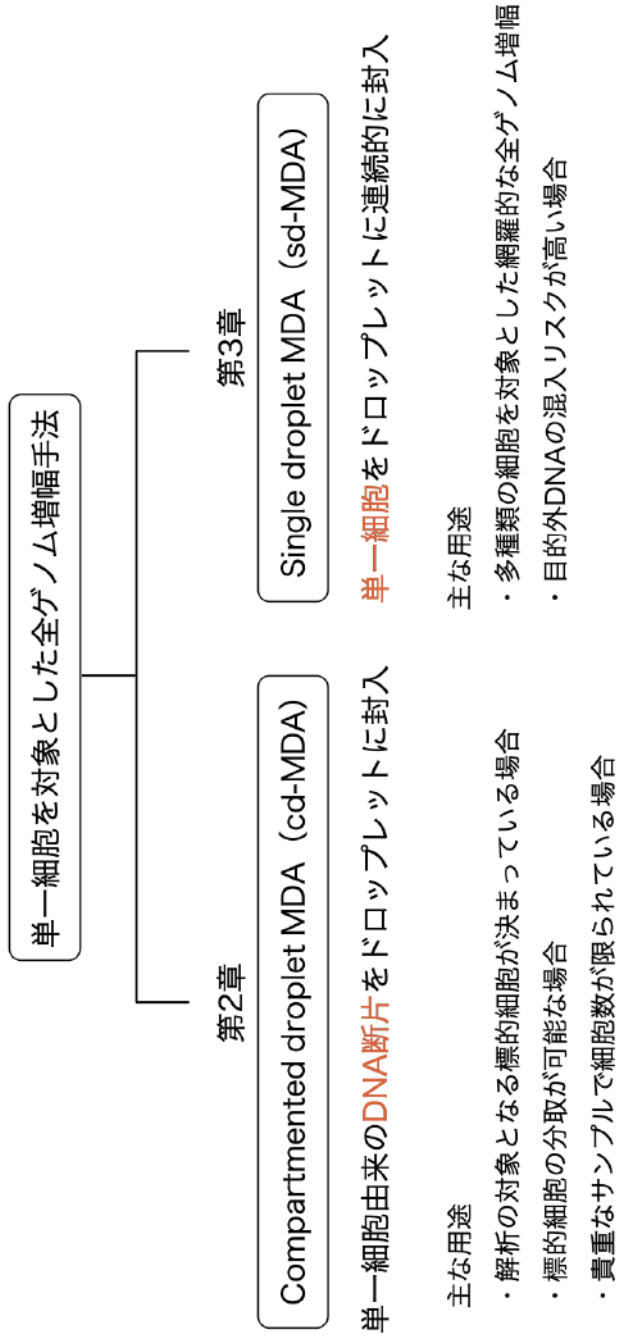 単一細胞を対象とした全ゲノム増幅手法
第2章
Compartmented droplet MDA（cd-MDA）
単一細胞由来のDNA断片をドロップレットに封入
主な用途
・解析の対象となる標的細胞が決まっている場合
・標的細胞の分取が可能な場合
・貴重なサンプルで細胞数が限られている場合
第3章
Single droplet MDA（sd-MDA）
単一細胞をドロップレットに連続的に封入
主な用途
・多種類の細胞を対象とした網羅的な全ゲノム増幅
・目的外DNAの混入リスクが高い場合